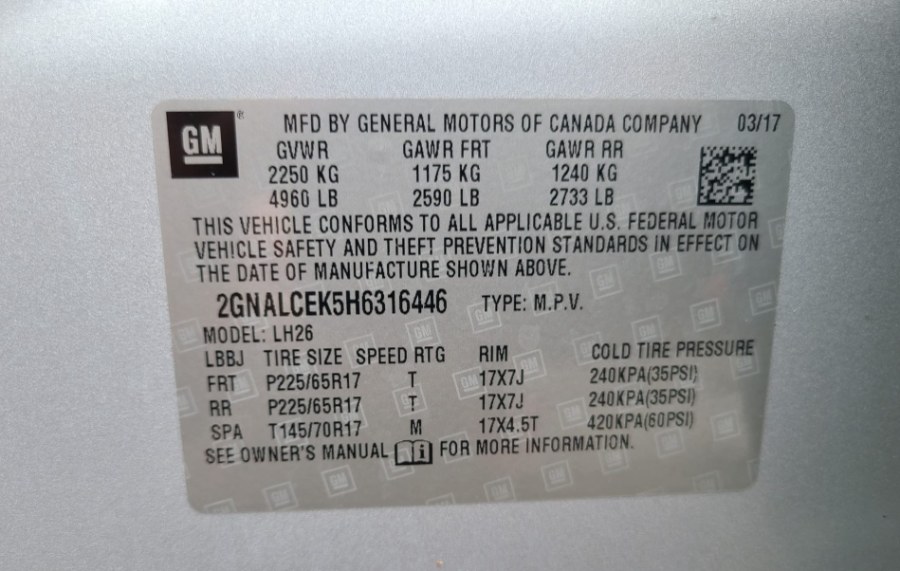 GM® MFD BY GENERAL MOTORS OF CANADA COMPANY 03/17
GVWR GAWR FRT GAWR RR
2250 KG 1175 KG 1240 KG
4960 LB 2590 LB 2733 LB
THIS VEHICLE CONFORMS TO ALL APPLICABLE U.S. FEDERAL MOTOR
VEHICLE SAFETY AND THEFT PREVENTION STANDARDS IN EFFECT ON
THE DATE OF MANUFACTURE SHOWN ABOVE.
2GNALCEK5H6316446 TYPE: M.P.V.
MODEL: LH26
LBBJ TIRE SIZE SPEED RTG RIM COLD TIRE PRESSURE
FRT P225/65R17 T 17X7J 240KPA(35PSI)
RR P225/65R17 T 17X7J 240KPA(35PSI)
SPA T145/70R17 M 17X4.5T 420KPA(60PSI)
SEE OWNER'S MANUAL i FOR MORE INFORMATION.